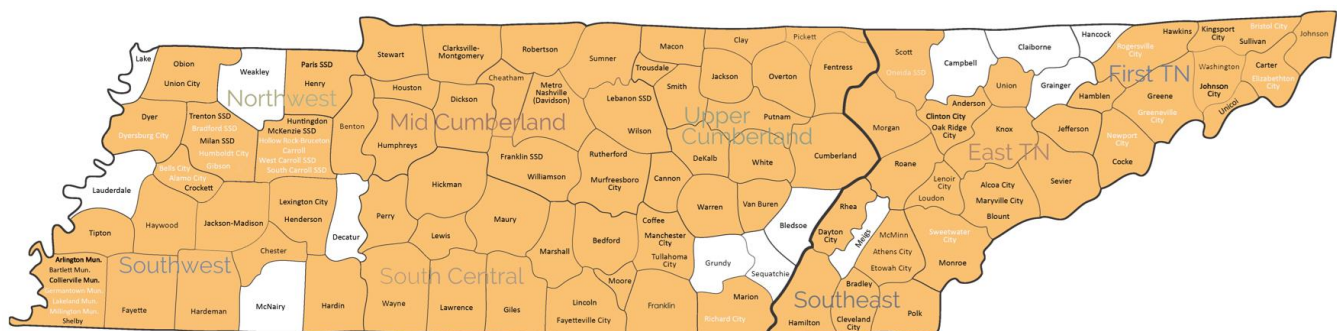 Lake
Obion
Union City
Weakley
Paris SSD
Henry
Northwest
Dyer
Dyersburg City
Trenton SSD
Bradford SSD
Milan SSD
Humboldt City
Gibson
Huntingdon
McKenzie SSD
Hollow Rock-Bruceton
Carroll
West Carroll SSD
South Carroll SSD
Benton
Lauderdale
Bells City
Alamo City
Crockett
Haywood
Jackson-Madison
Lexington City
Henderson
Decatur
Tipton
Chester
Southwest
Arlington Mun.
Bartlett Mun.
Collierville Mun.
Germantown Mun.
Lakeland Mun.
Millington Mun.
Shelby
Fayette
Hardeman
McNairy
Hardin
Stewart
Clarksville-
Montgomery
Robertson
Sumner
Macon
Trousdale
Clay
Pickett
Houston
Dickson
Cheatham
Metro
Nashville
(Davidson)
Lebanon SSD
Wilson
Smith
Jackson
Overton
Fentress
Mid Cumberland
Upper
Cumberland
Putnam
Humphreys
Hickman
Franklin SSD
Williamson
Rutherford
Murfreesboro
City
Cannon
DeKalb
White
Cumberland
Perry
Lewis
Maury
Marshall
Bedford
Coffee
Manchester
City
Tullahoma
City
Warren
Van Buren
Bledsoe
Grundy
Sequatchie
South Central
Wayne
Lawrence
Giles
Lincoln
Fayetteville City
Moore
Franklin
Marion
Richard City
Scott
Oneida SSD
Campbell
Claiborne
Hancock
Union
Grainger
Hamblen
Hawkins
Rogersville
City
Kingsport
City
Sullivan
Bristol City
Johnson
First TN
Washington
Johnson
City
Carter
Elizabethton
City
Unicoi
Greene
Greeneville
City
Morgan
Anderson
Clinton City
Oak Ridge
City
Knox
Jefferson
Newport
City
Cocke
East TN
Roane
Lenoir
City
Loudon
Alcoa City
Maryville City
Blount
Sevier
Rhea
Dayton
City
Meigs
McMinn
Athens City
Etowah City
Sweetwater
City
Monroe
Southeast
Hamilton
Bradley
Cleveland
City
Polk